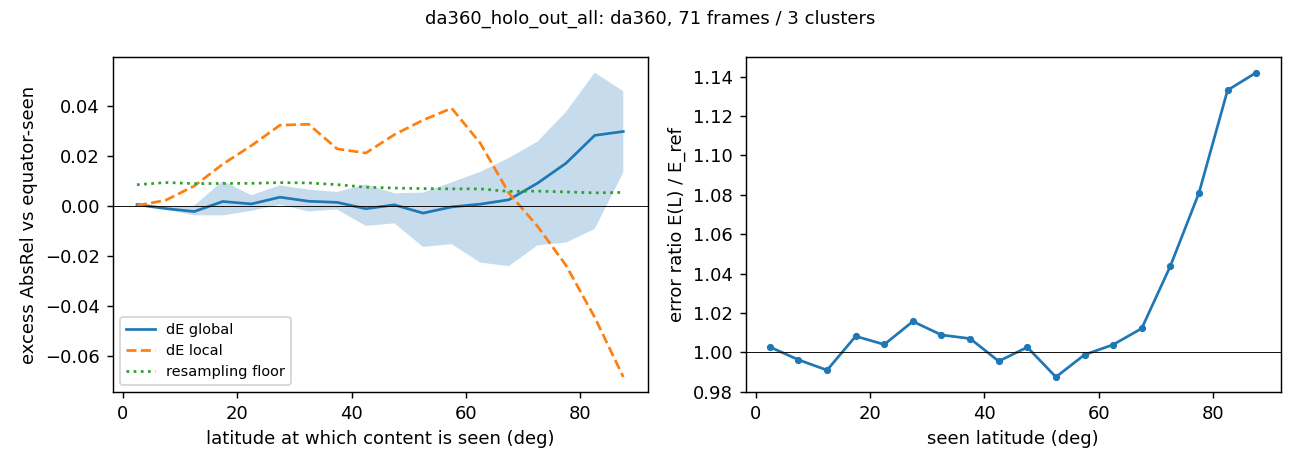 da360_holo_out_all: da360, 71 frames / 3 clusters
excess AbsRel vs equator-seen
0.04
0.02
0.00
−0.02
−0.04
−0.06
dE global
dE local
resampling floor
0 20 40 60 80
latitude at which content is seen (deg)
error ratio E(L) / E_ref
1.14
1.12
1.10
1.08
1.06
1.04
1.02
1.00
0.98
0 20 40 60 80
seen latitude (deg)